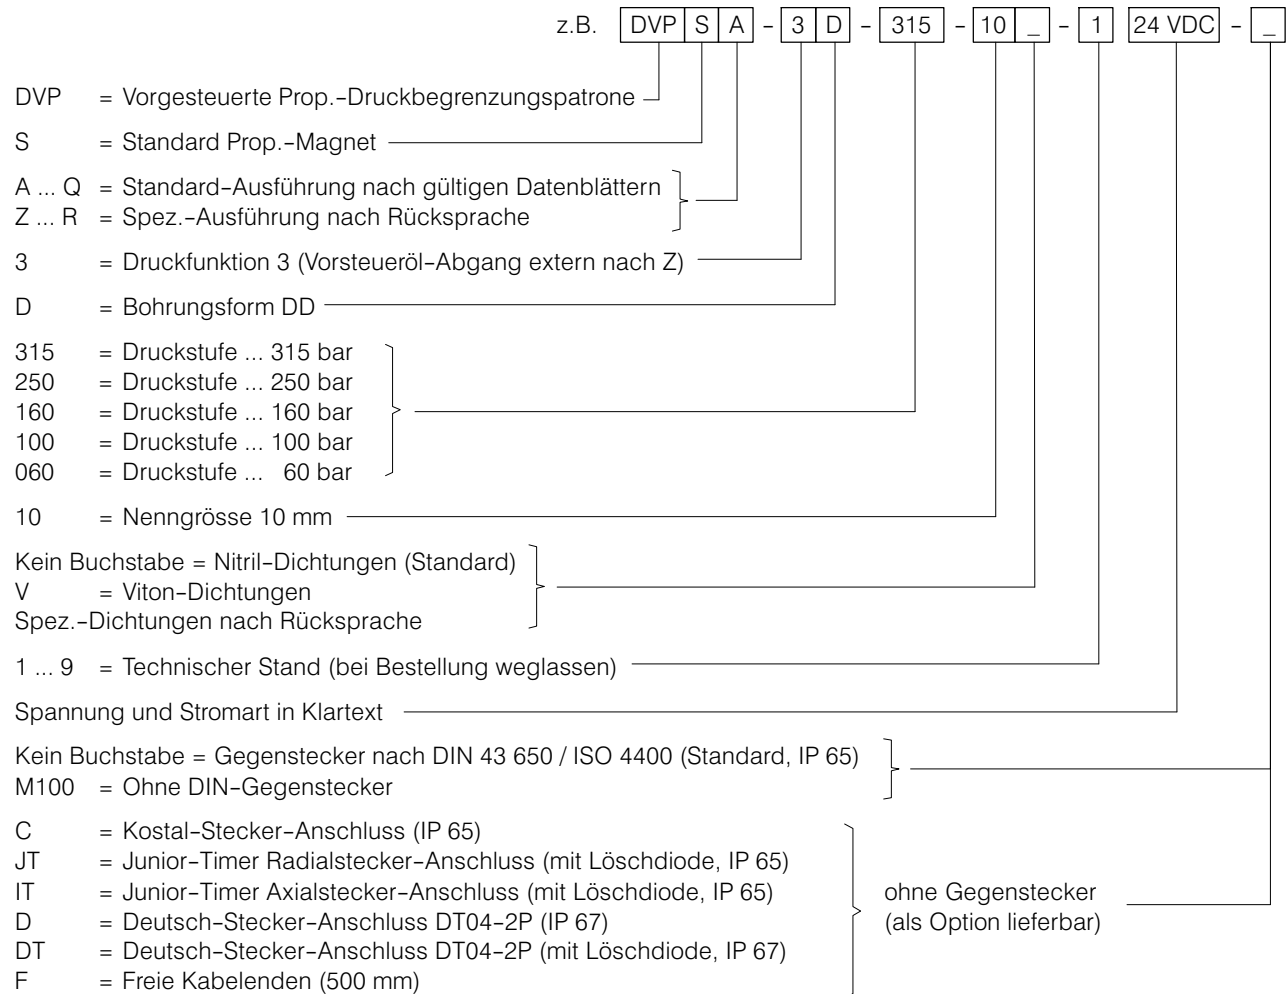 z.B. DVP S A - 3 D - 315 - 10 _ - 1 24 VDC - _
DVP = Vorgesteuerte Prop.-Druckbegrenzungspatrone
S = Standard Prop.-Magnet
A ... Q = Standard-Ausführung nach gültigen Datenblättern
Z ... R = Spez.-Ausführung nach Rücksprache
3 = Druckfunktion 3 (Vorsteueröl-Abgang extern nach Z)
D = Bohrungsform DD
315 = Druckstufe ... 315 bar
250 = Druckstufe ... 250 bar
160 = Druckstufe ... 160 bar
100 = Druckstufe ... 100 bar
060 = Druckstufe ... 60 bar
10 = Nenngrösse 10 mm
Kein Buchstabe = Nitril-Dichtungen (Standard)
V = Viton-Dichtungen
Spez.-Dichtungen nach Rücksprache
1 ... 9 = Technischer Stand (bei Bestellung weglassen)
Spannung und Stromart in Klartext
Kein Buchstabe = Gegenstecker nach DIN 43 650 / ISO 4400 (Standard, IP 65)
M100 = Ohne DIN-Gegenstecker
C = Kostal-Stecker-Anschluss (IP 65)
JT = Junior-Timer Radialstecker-Anschluss (mit Löschdiode, IP 65)
IT = Junior-Timer Axialstecker-Anschluss (mit Löschdiode, IP 65)
D = Deutsch-Stecker-Anschluss DT04-2P (IP 67)
DT = Deutsch-Stecker-Anschluss DT04-2P (mit Löschdiode, IP 67)
F = Freie Kabelenden (500 mm)
ohne Gegenstecker
(als Option lieferbar)